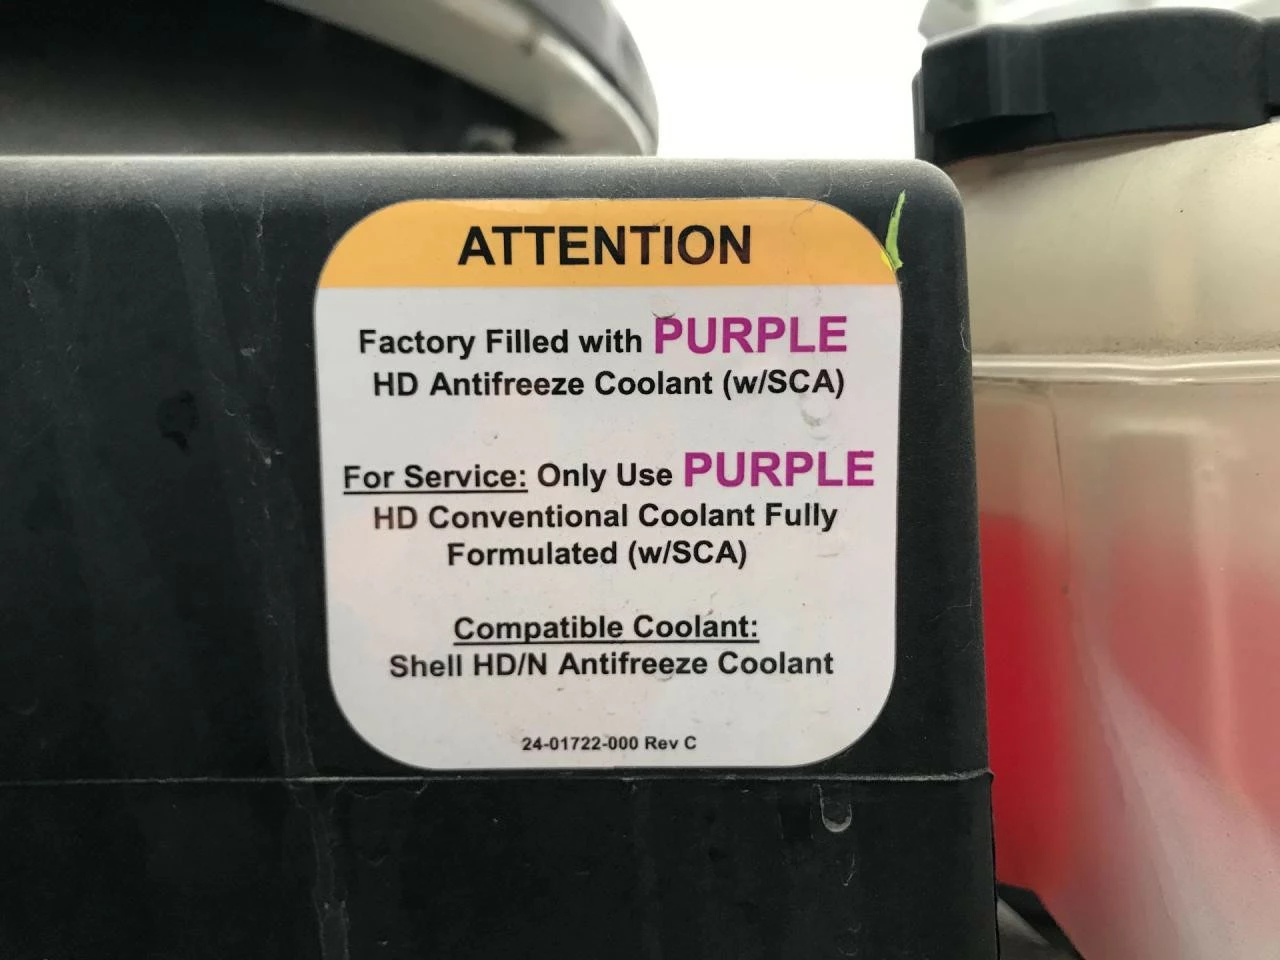 ATTENTION
Factory Filled with PURPLE
HD Antifreeze Coolant (w/SCA)
For Service: Only Use PURPLE
HD Conventional Coolant Fully
Formulated (w/SCA)
Compatible Coolant:
Shell HD/N Antifreeze Coolant
24-01722-000 Rev C